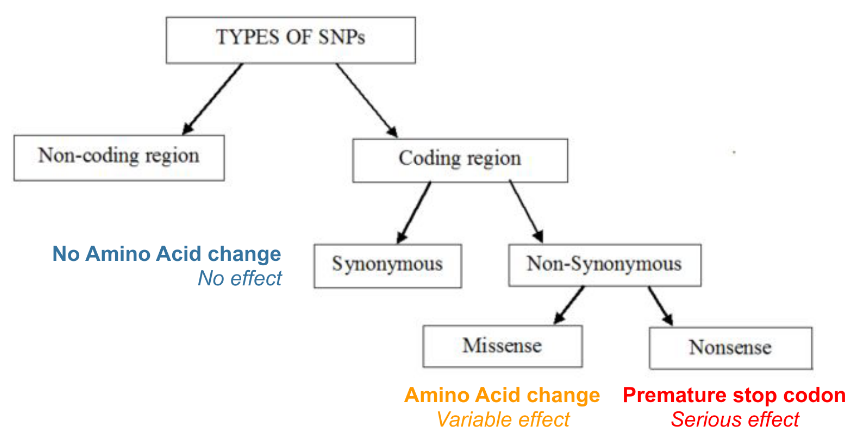 TYPES OF SNPs
Non-coding region
Coding region
No Amino Acid change
No effect
Synonymous
Non-Synonymous
Missense
Nonsense
Amino Acid change
Variable effect
Premature stop codon
Serious effect